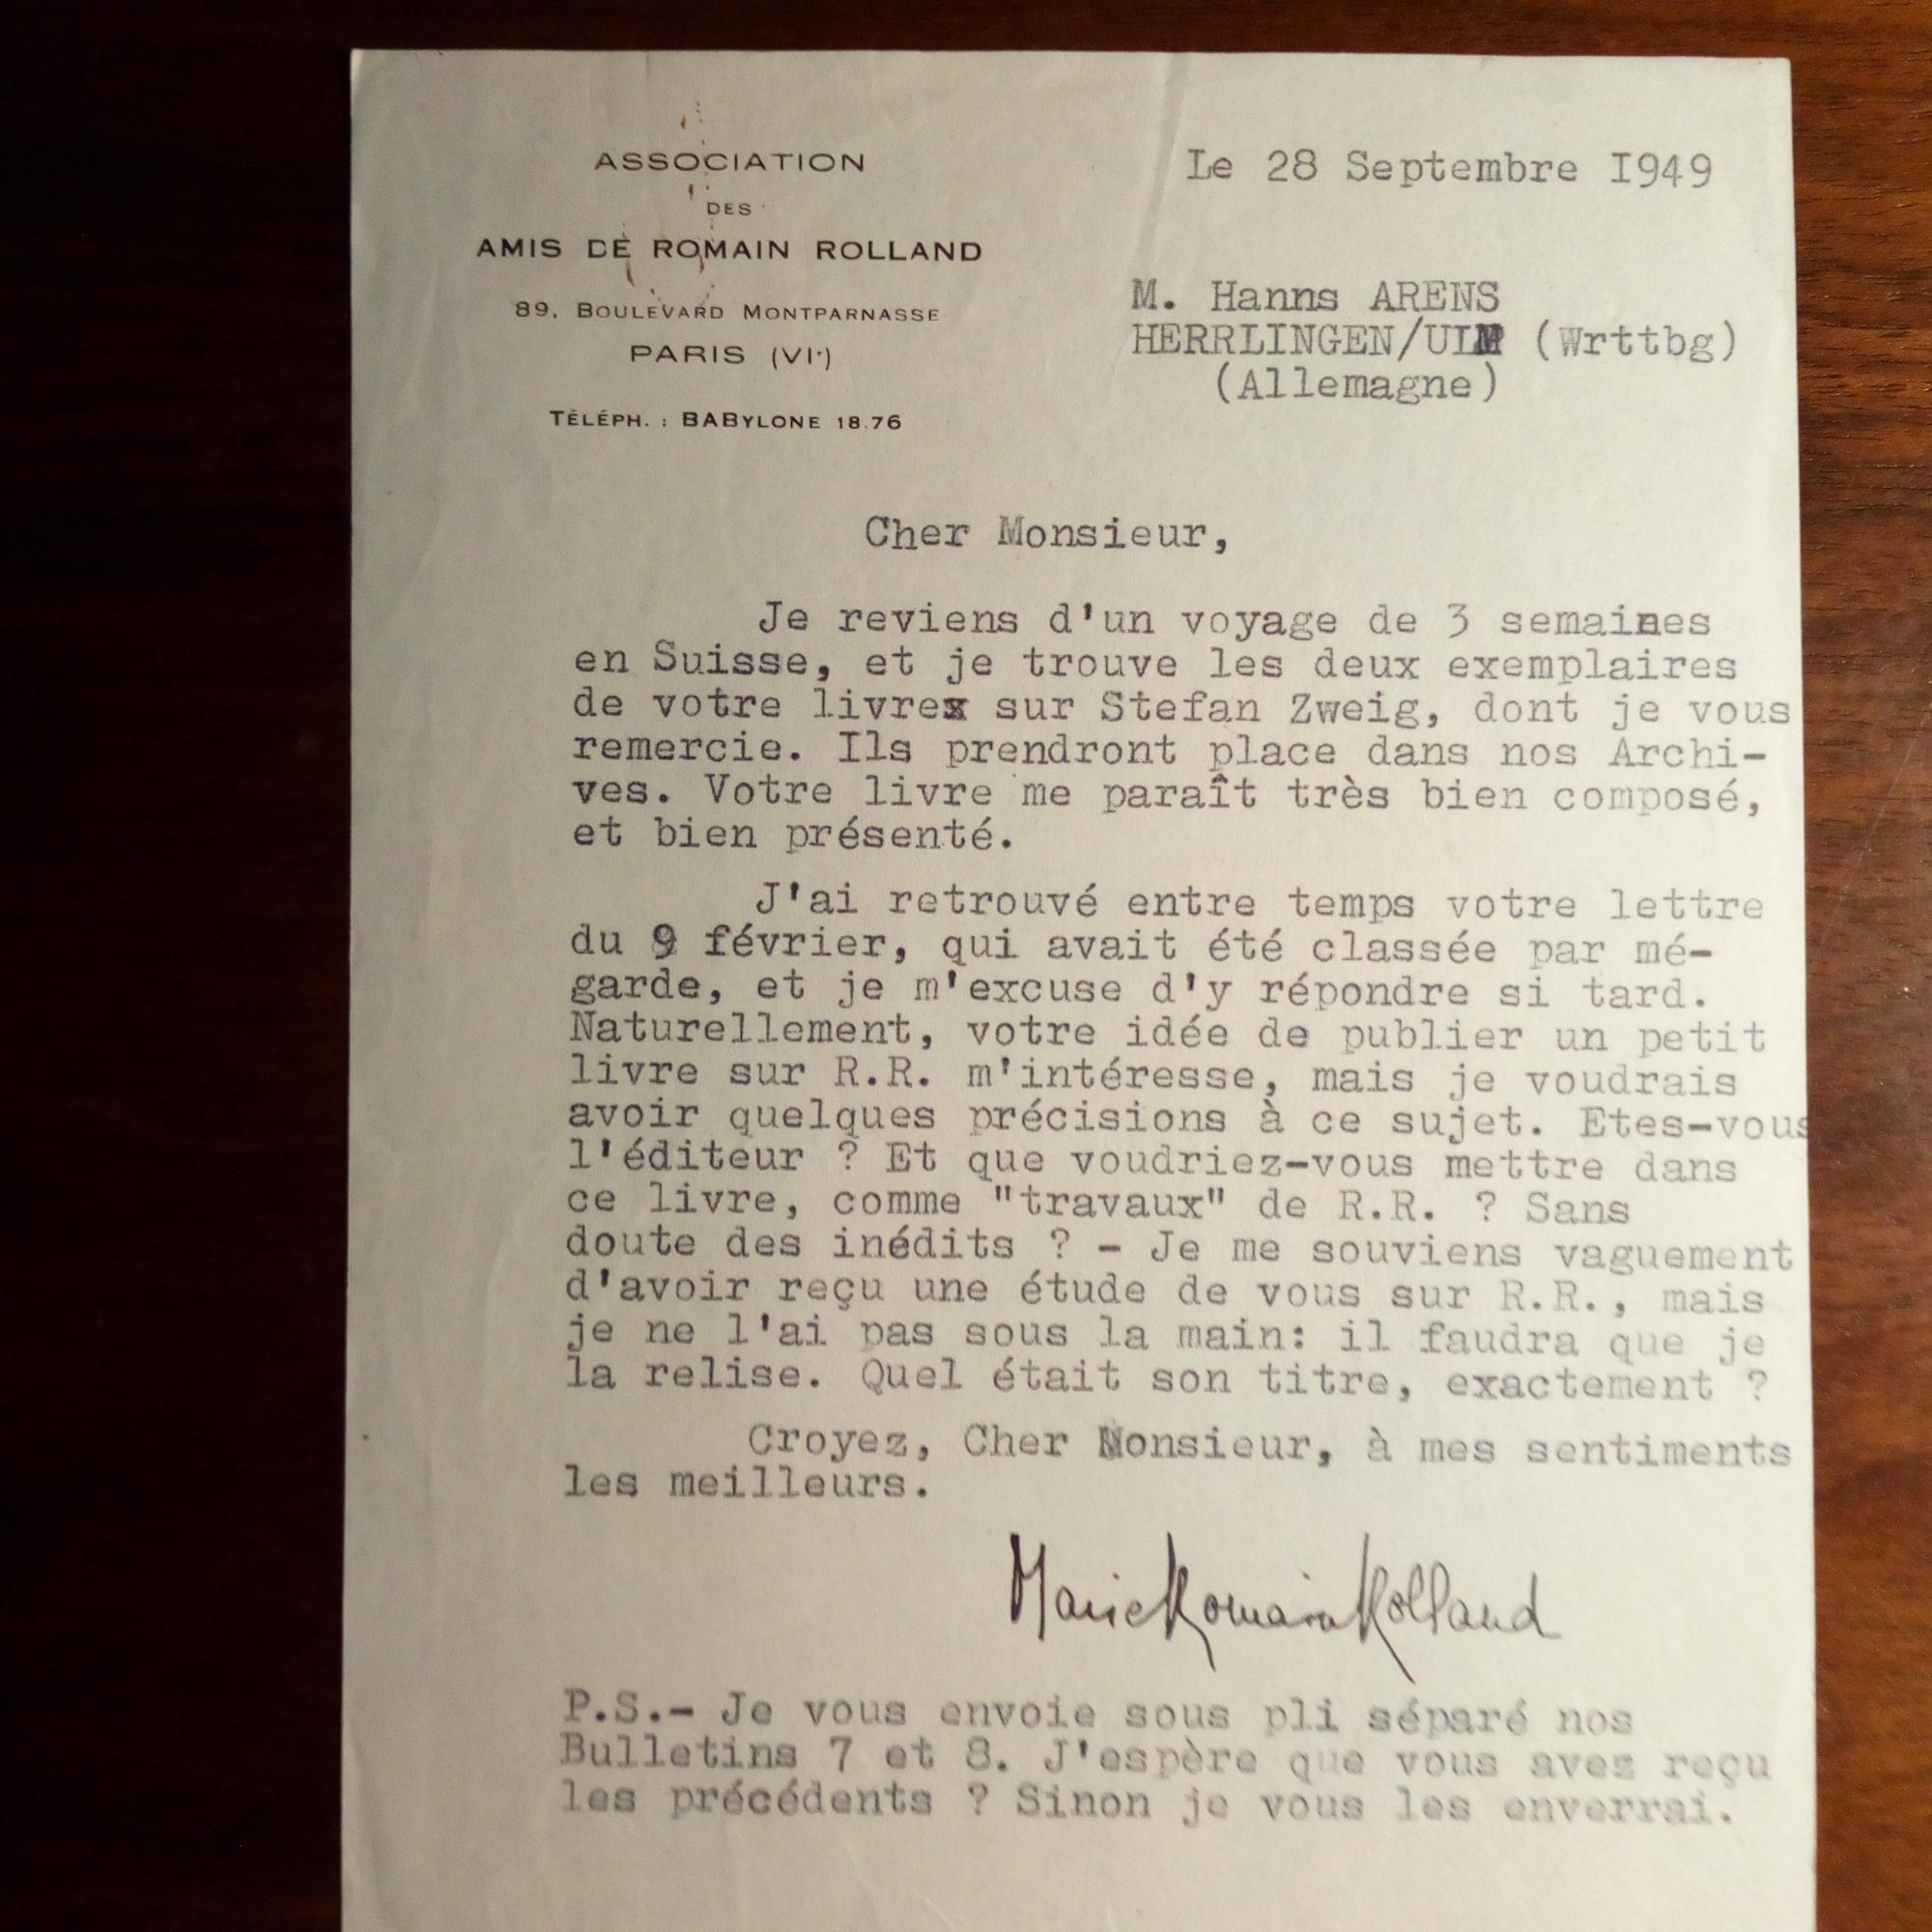 ASSOCIATION
DES
AMIS DE ROMAIN ROLLAND
89, BOULEVARD MONTPARNASSE
PARIS (VIᵉ)
TÉLÉPH. : BABYLONE 18.76
Le 28 Septembre I949
M. Hanns ARENS
HERRLINGEN/ULM (Wrttbg)
(Allemagne)
Cher Monsieur,
Je reviens d'un voyage de 3 semaines
en Suisse, et je trouve les deux exemplaires
de votre livrex sur Stefan Zweig, dont je vous
remercie. Ils prendront place dans nos Archi-
ves. Votre livre me paraît très bien composé,
et bien présenté.
J'ai retrouvé entre temps votre lettre
du 9 février, qui avait été classée par mé-
garde, et je m'excuse d'y répondre si tard.
Naturellement, votre idée de publier un petit
livre sur R.R. m'intéresse, mais je voudrais
avoir quelques précisions à ce sujet. Etes-vous
l'éditeur ? Et que voudriez-vous mettre dans
ce livre, comme "travaux" de R.R. ? Sans
doute des inédits ? - Je me souviens vaguement
d'avoir reçu une étude de vous sur R.R., mais
je ne l'ai pas sous la main: il faudra que je
la relise. Quel était son titre, exactement ?
Croyez, Cher Monsieur, à mes sentiments
les meilleurs.
Marie Romain Rolland
P.S.- Je vous envoie sous pli séparé nos
Bulletins 7 et 8. J'espère que vous avez reçu
les précédents ? Sinon je vous les enverrai.